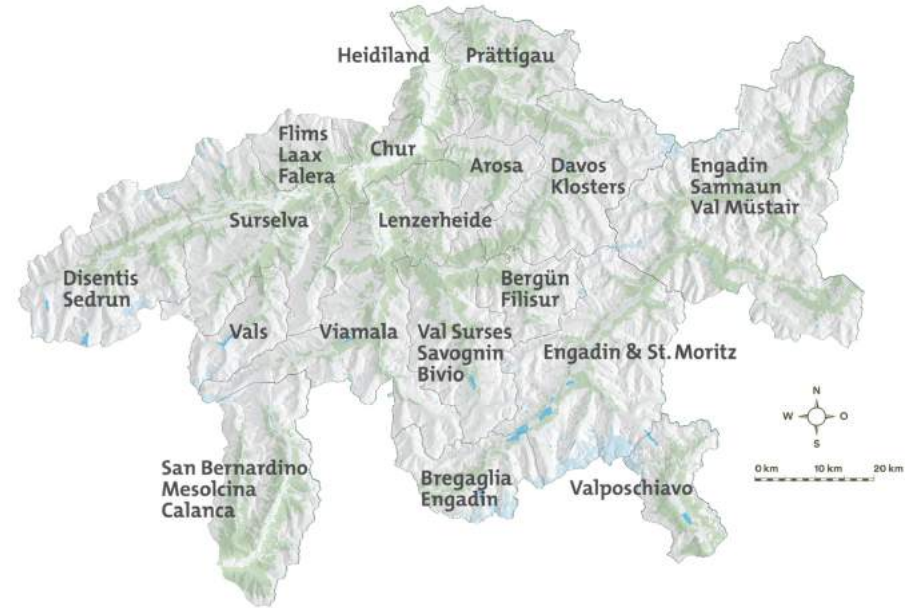 Heidiland
Prättigau
Flims
Laax
Falera
Chur
Arosa
Davos
Klosters
Engadin
Samnaun
Val Müstair
Surselva
Lenzerheide
Disentis
Sedrun
Bergün
Filisur
Vals
Viamala
Val Surses
Savognin
Bivio
Engadin & St. Moritz
N
W
O
S
0 km 10 km 20 km
San Bernardino
Mesolcina
Calanca
Bregaglia
Engadin
Valposchiavo